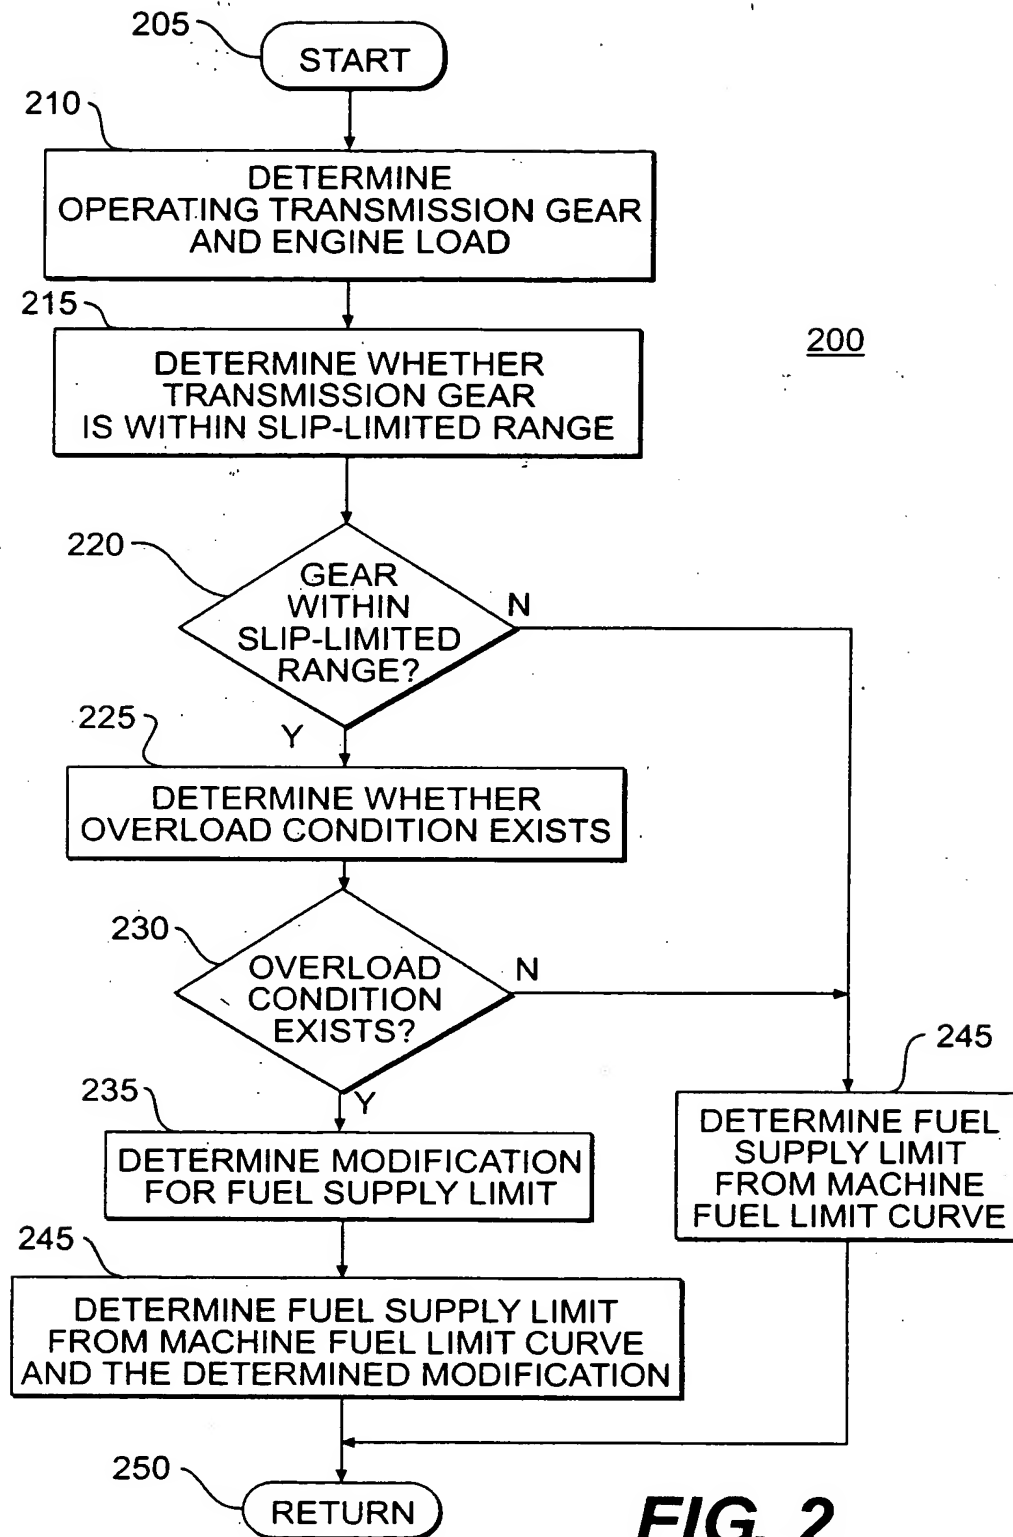 205
START
210
DETERMINE
OPERATING TRANSMISSION GEAR
AND ENGINE LOAD
215
DETERMINE WHETHER
TRANSMISSION GEAR
IS WITHIN SLIP-LIMITED RANGE
200
220
GEAR
WITHIN
SLIP-LIMITED
RANGE?
N
Y
225
DETERMINE WHETHER
OVERLOAD CONDITION EXISTS
230
OVERLOAD
CONDITION
EXISTS?
N
Y
235
DETERMINE MODIFICATION
FOR FUEL SUPPLY LIMIT
245
DETERMINE FUEL
SUPPLY LIMIT
FROM MACHINE
FUEL LIMIT CURVE
245
DETERMINE FUEL SUPPLY LIMIT
FROM MACHINE FUEL LIMIT CURVE
AND THE DETERMINED MODIFICATION
250
RETURN
FIG. 2